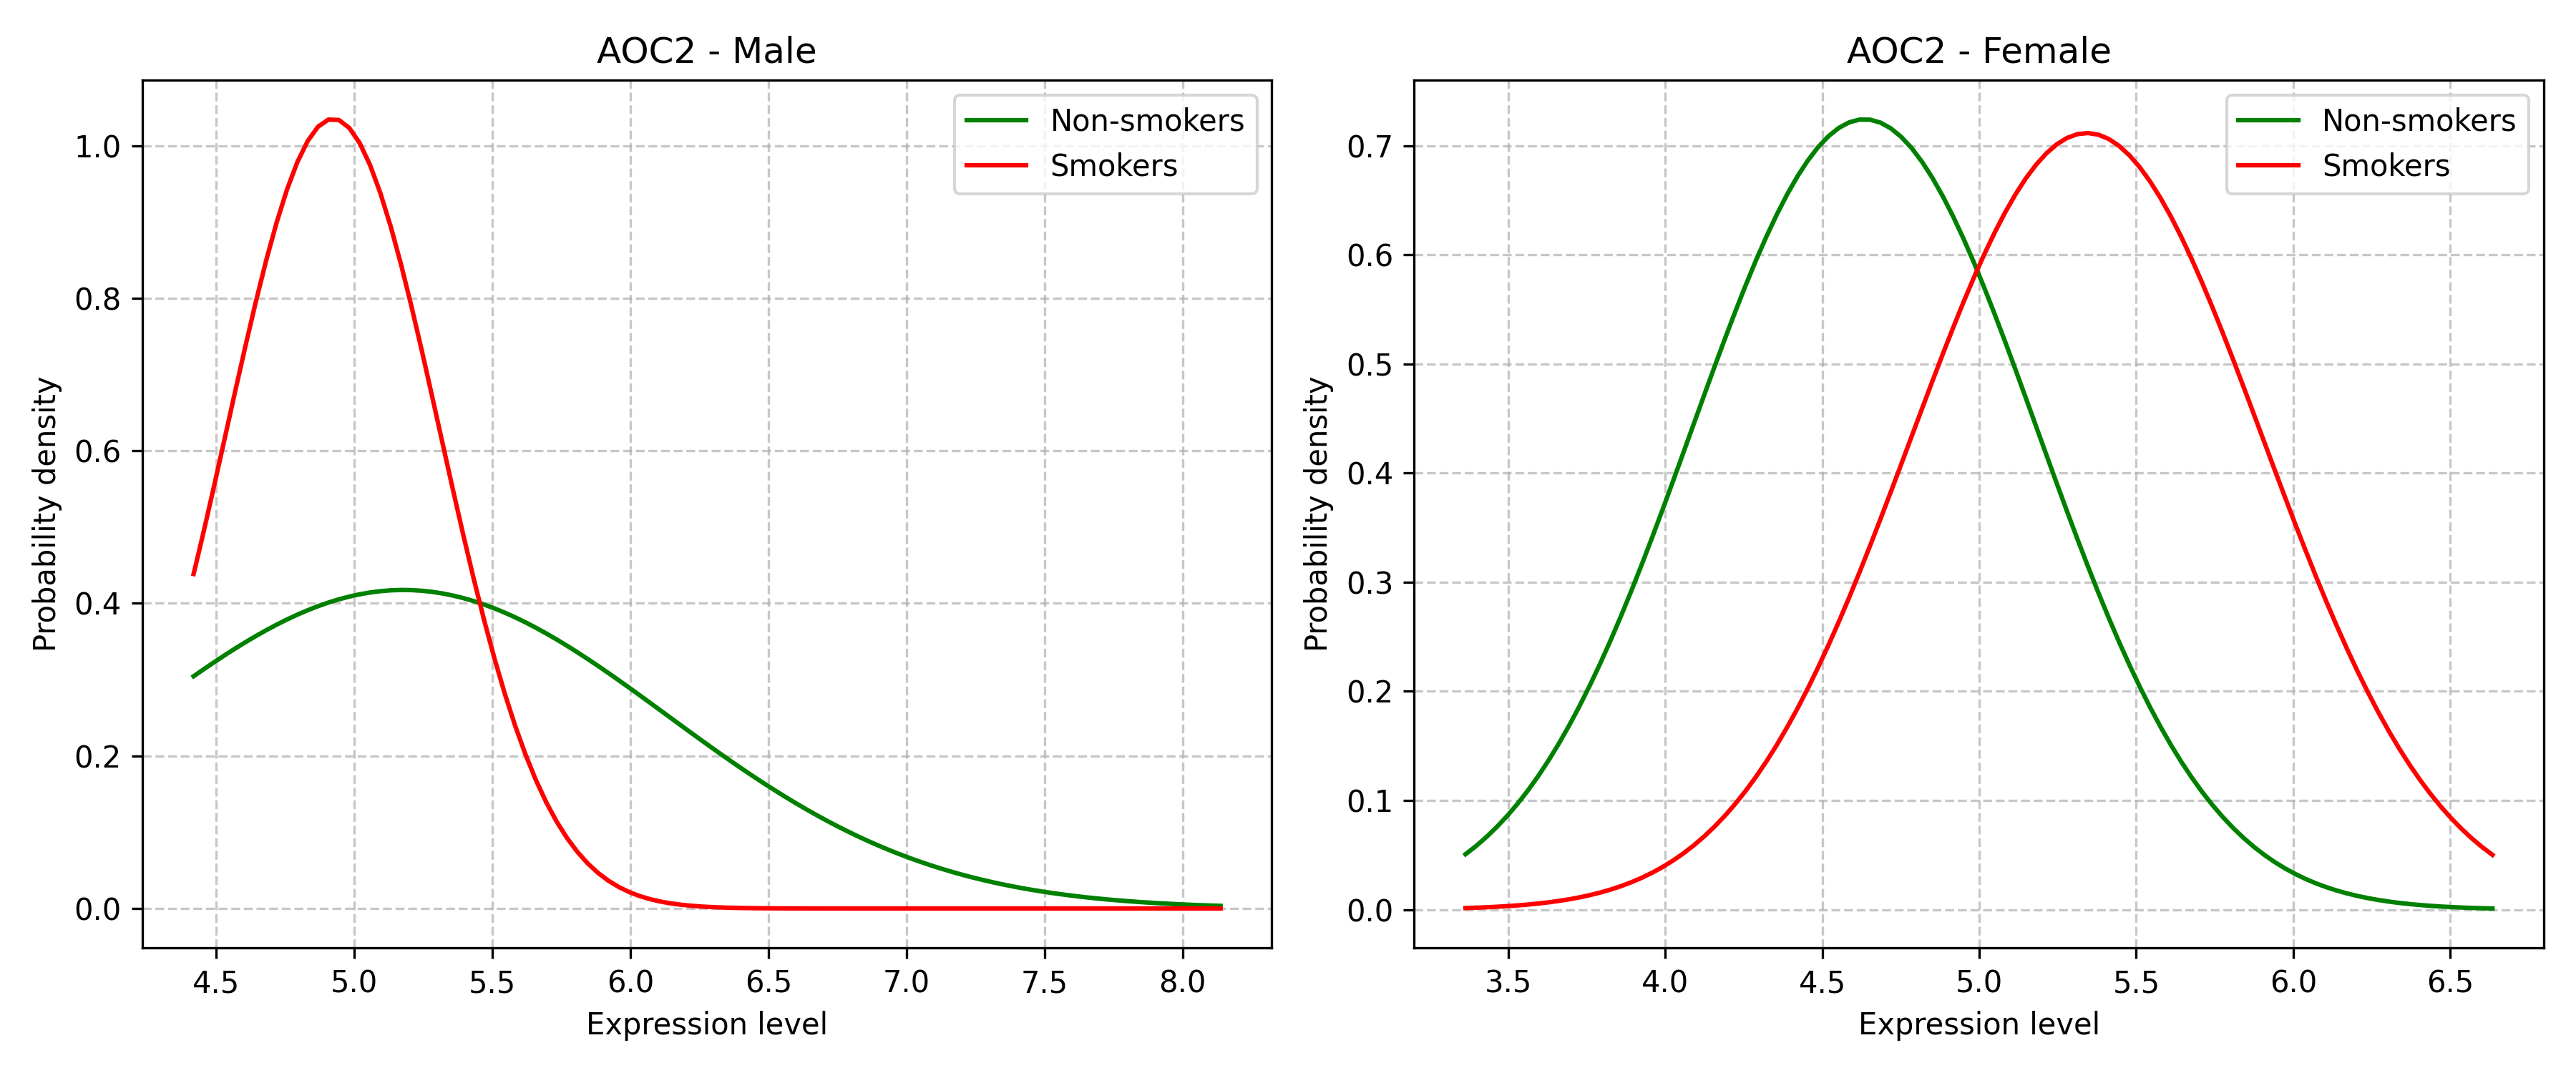 AOC2 - Male
Non-smokers
Smokers
Probability density
1.0
0.8
0.6
0.4
0.2
0.0
4.5 5.0 5.5 6.0 6.5 7.0 7.5 8.0
Expression level
AOC2 - Female
Non-smokers
Smokers
Probability density
0.7
0.6
0.5
0.4
0.3
0.2
0.1
0.0
3.5 4.0 4.5 5.0 5.5 6.0 6.5
Expression level